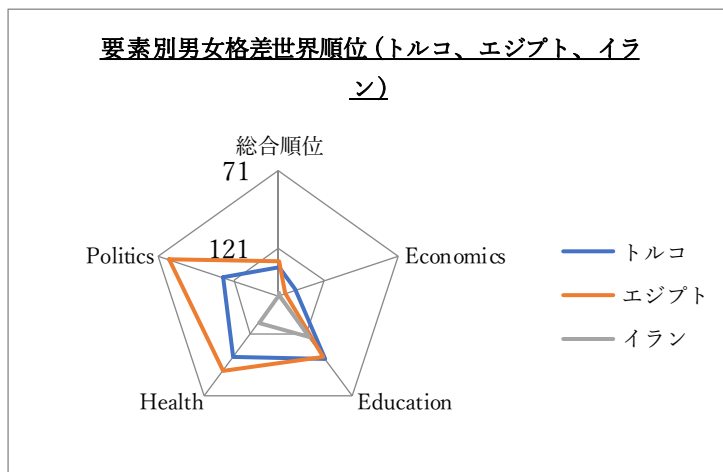 要素別男女格差世界順位(トルコ、エジプト、イラ
ン)
総合順位
71
121
Politics
Economics
Health
Education
トルコ
エジプト
イラン